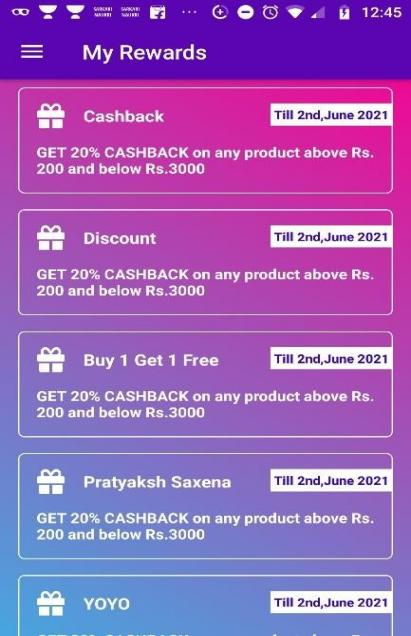 12:45
My Rewards
Cashback
Till 2nd,June 2021
GET 20% CASHBACK on any product above Rs.
200 and below Rs.3000
Discount
Till 2nd,June 2021
GET 20% CASHBACK on any product above Rs.
200 and below Rs.3000
Buy 1 Get 1 Free
Till 2nd,June 2021
GET 20% CASHBACK on any product above Rs.
200 and below Rs.3000
Pratyaksh Saxena
Till 2nd,June 2021
GET 20% CASHBACK on any product above Rs.
200 and below Rs.3000
YOYO
Till 2nd,June 2021